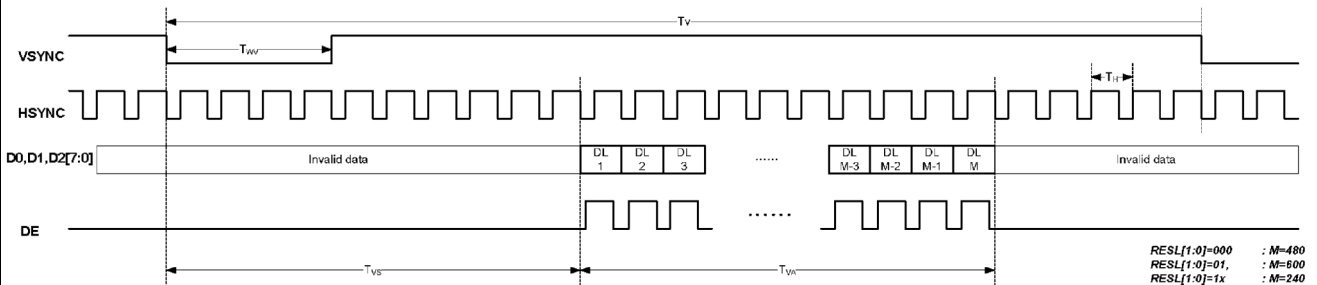 Tv
VSYNC
TWV
TH
HSYNC
D0,D1,D2[7:0]
Invalid data
DL 1
DL 2
DL 3
......
DL M-3
DL M-2
DL M-1
DL M
Invalid data
DE
......
TVS
TVA
RESL[1:0]=000 : M=480
RESL[1:0]=01, : M=600
RESL[1:0]=1x : M=240